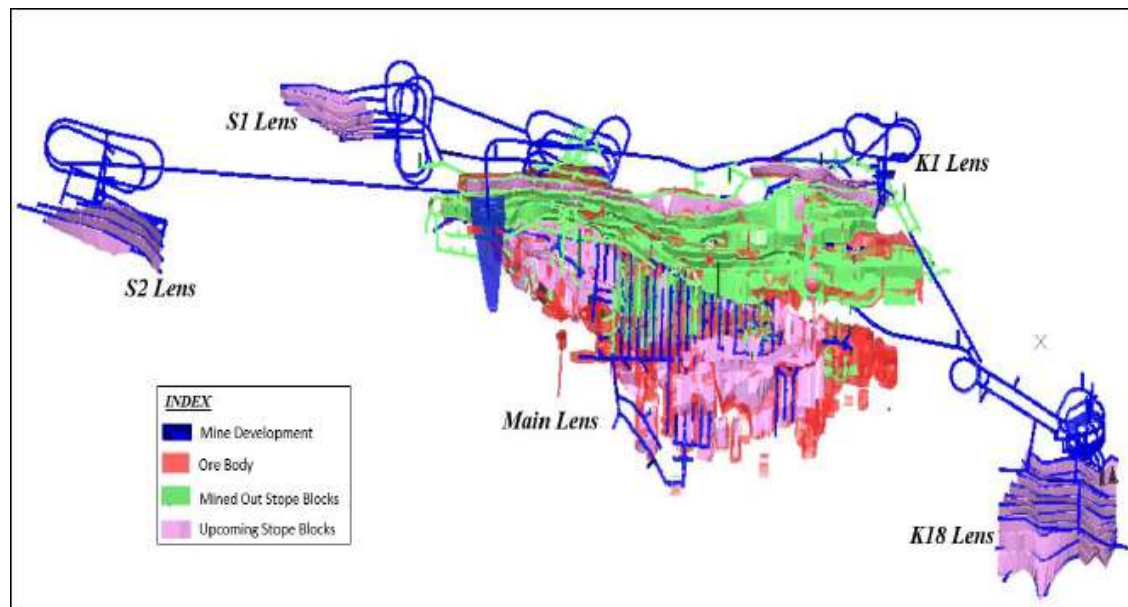 S1 Lens
K1 Lens
S2 Lens
Main Lens
K18 Lens
INDEX
Mine Development
Ore Body
Mined Out Stope Blocks
Upcoming Stope Blocks